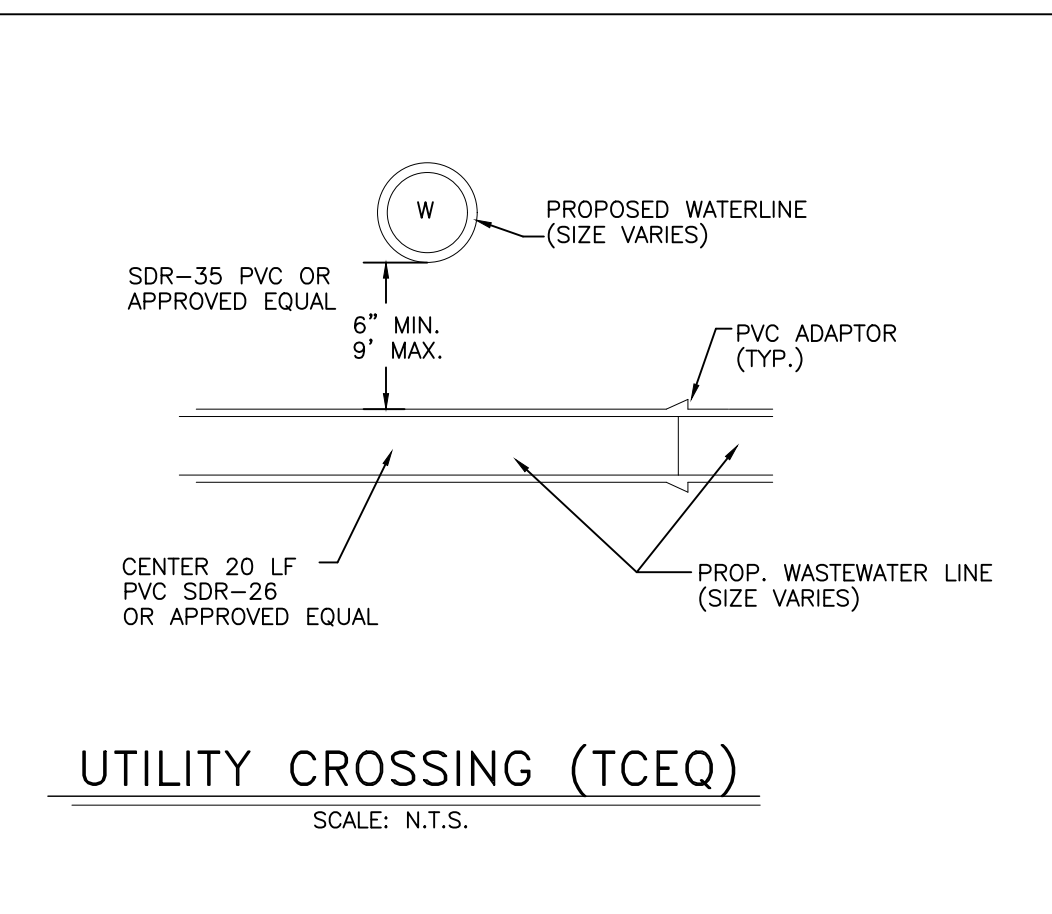 W
PROPOSED WATERLINE
(SIZE VARIES)
SDR-35 PVC OR
APPROVED EQUAL
6" MIN.
9' MAX.
PVC ADAPTOR
(TYP.)
CENTER 20 LF
PVC SDR-26
OR APPROVED EQUAL
PROP. WASTEWATER LINE
(SIZE VARIES)
UTILITY CROSSING (TCEQ)
SCALE: N.T.S.